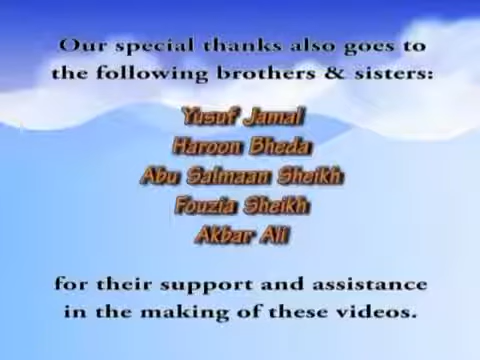 Our special thanks also goes to
the following brothers & sisters:
Yusuf Jamal
Haroon Bheda
Abu Salmaan Sheikh
Fouzia Sheikh
Akbar Ali
for their support and assistance
in the making of these videos.